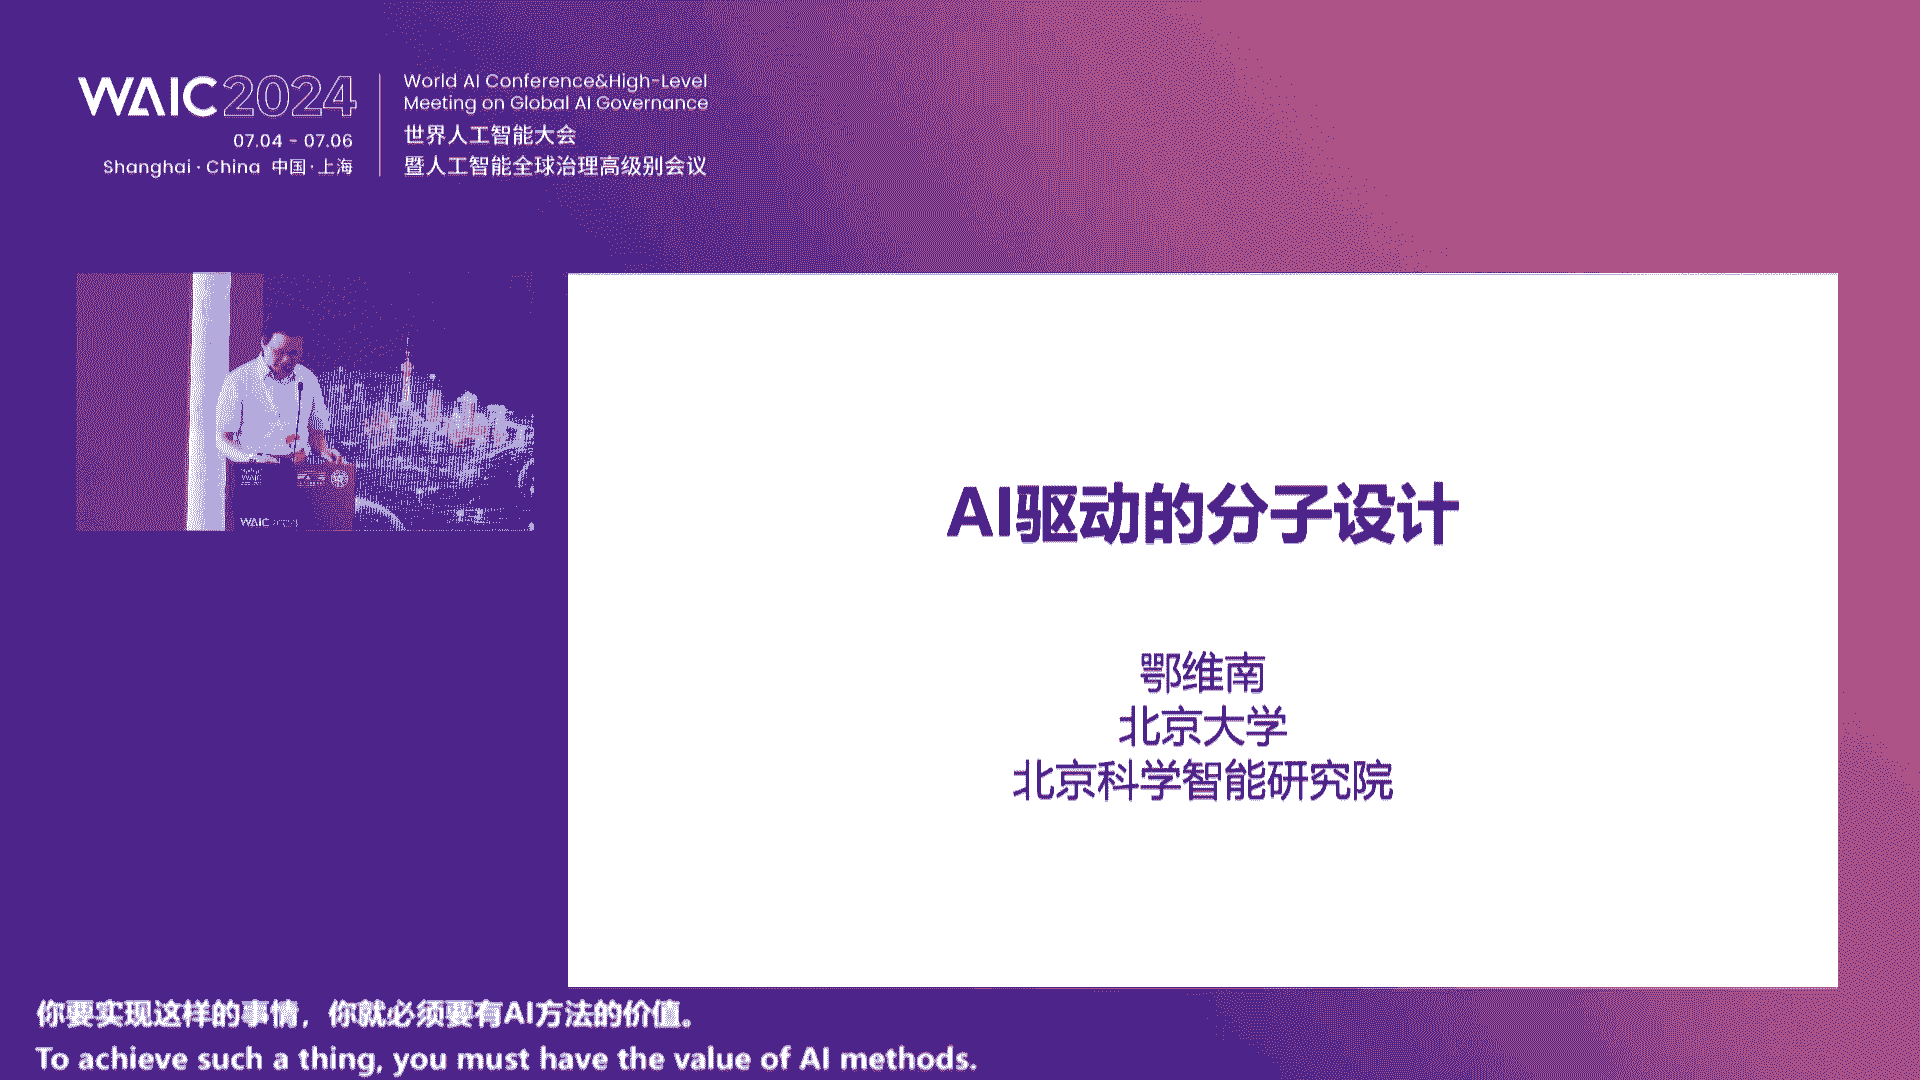 WAIC 2024
07.04 - 07.06
Shanghai · China 中国·上海
World AI Conference&High-Level
Meeting on Global AI Governance
世界人工智能大会
暨人工智能全球治理高级别会议
WAIC
WAIC 2024
AI驱动的分子设计
鄂维南
北京大学
北京科学智能研究院
你要实现这样的事情，你就必须要有AI方法的价值。
To achieve such a thing, you must have the value of AI methods.